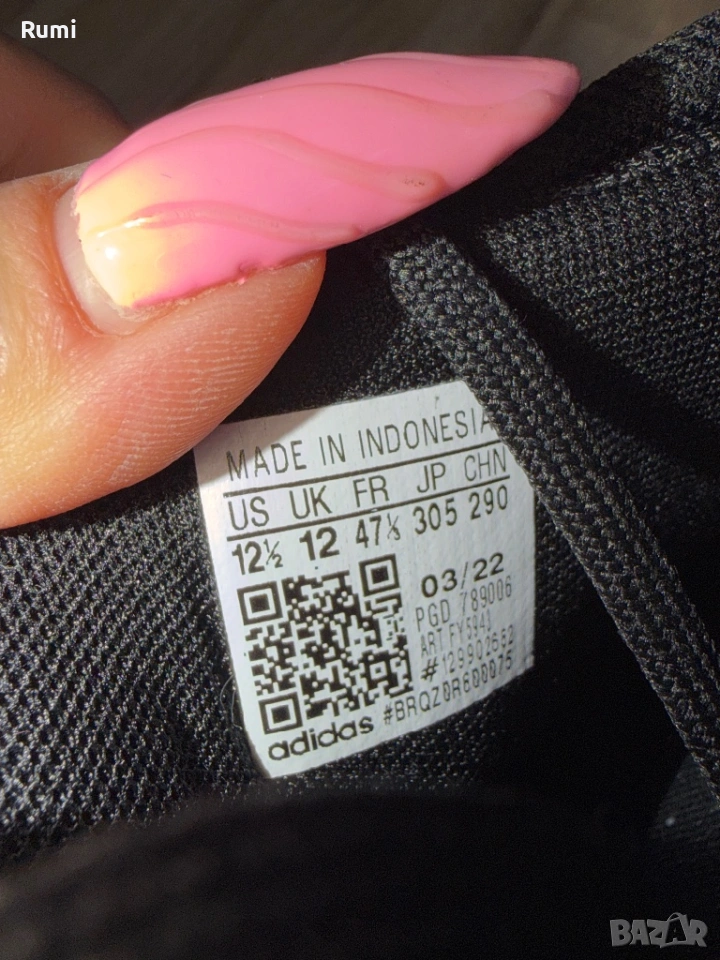 Rumi
MADE IN INDONESIA
US UK FR JP CHN
12½ 12 47⅓ 305 290
03/22
PGD 789006
ART FY5941
#129902632
#BRQZ0R600075
adidas
BAZAR